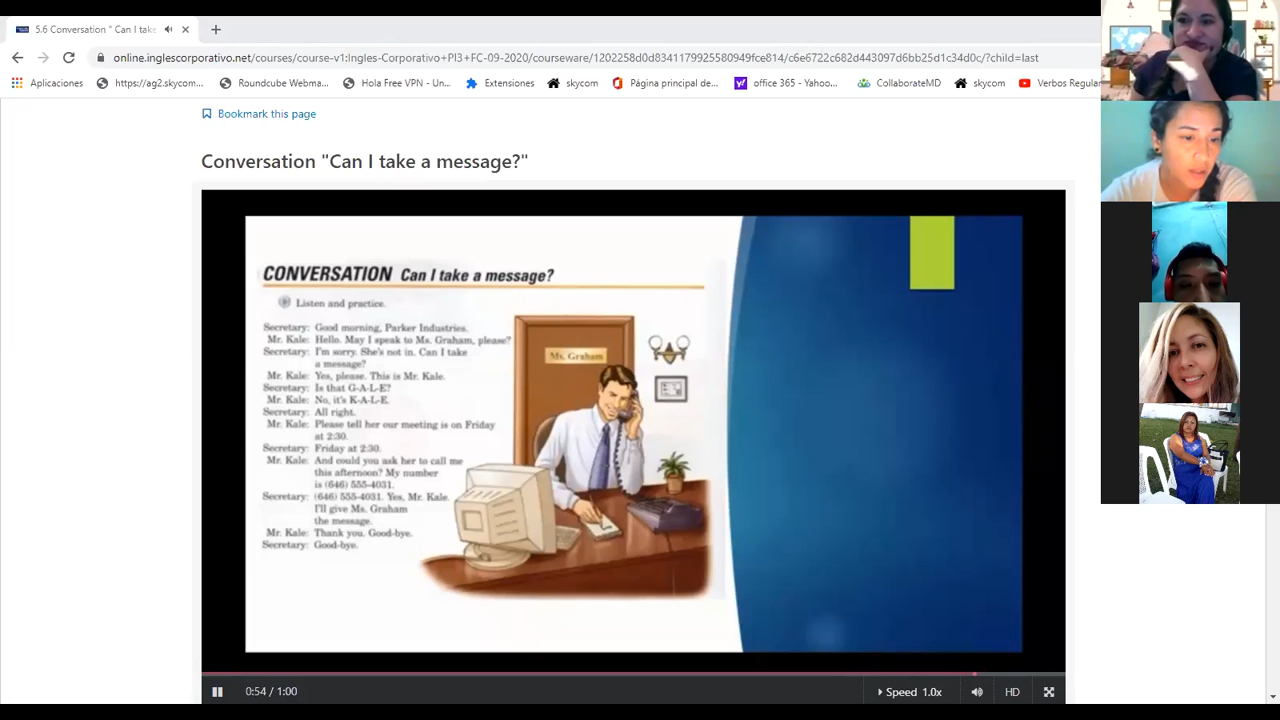 5.6 Conversation " Can I take
online.inglescorporativo.net/courses/course-v1:Ingles-Corporativo+PI3+FC-09-2020/courseware/1202258d0d8341179925580949fce814/c6e6722c682d443097d6bb25d1c34d0c/?child=last
Aplicaciones https://ag2.skycom... Roundcube Webma... Hola Free VPN - Un... Extensiones skycom Página principal de... office 365 - Yahoo... CollaborateMD skycom Verbos Regular
Bookmark this page
Conversation "Can I take a message?"
CONVERSATION Can I take a message?
Listen and practice.
Secretary: Good morning, Parker Industries.
Mr. Kale: Hello. May I speak to Ms. Graham, please?
Secretary: I'm sorry. She's not in. Can I take
a message?
Mr. Kale: Yes, please. This is Mr. Kale.
Secretary: Is that G-A-L-E?
Mr. Kale: No, it's K-A-L-E.
Secretary: All right.
Mr. Kale: Please tell her our meeting is on Friday
at 2:30.
Secretary: Friday at 2:30.
Mr. Kale: And could you ask her to call me
this afternoon? My number
is (646) 555-4031.
Secretary: (646) 555-4031. Yes, Mr. Kale.
I'll give Ms. Graham
the message.
Mr. Kale: Thank you. Good-bye.
Secretary: Good-bye.
Ms. Graham
0:54 / 1:00
Speed 1.0x
HD